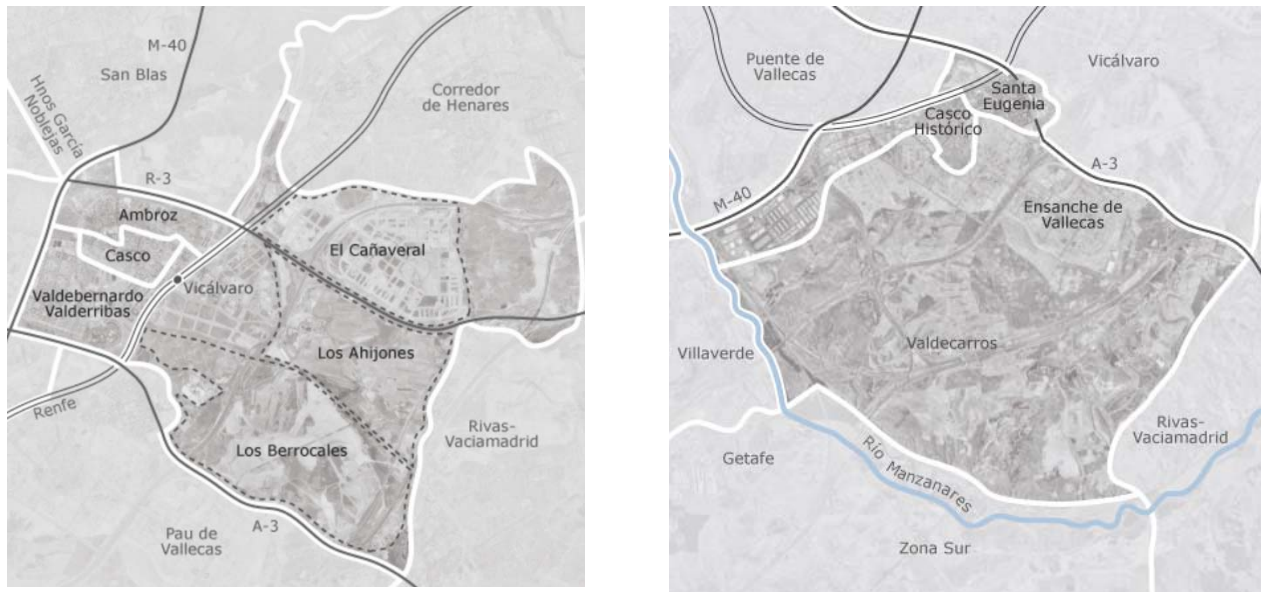 M-40
San Blas
Hnos García
Noblejas
Corredor
de Henares
R-3
Ambroz
Casco
El Cañaveral
Vicálvaro
Valdebernardo
Valderribas
Los Ahijones
Renfe
Los Berrocales
Rivas-
Vaciamadrid
A-3
Pau de
Vallecas
Puente de
Vallecas
Vicálvaro
Santa
Eugenia
Casco
Histórico
A-3
M-40
Ensanche de
Vallecas
Villaverde
Valdecarros
Rivas-
Vaciamadrid
Getafe
Río Manzanares
Zona Sur